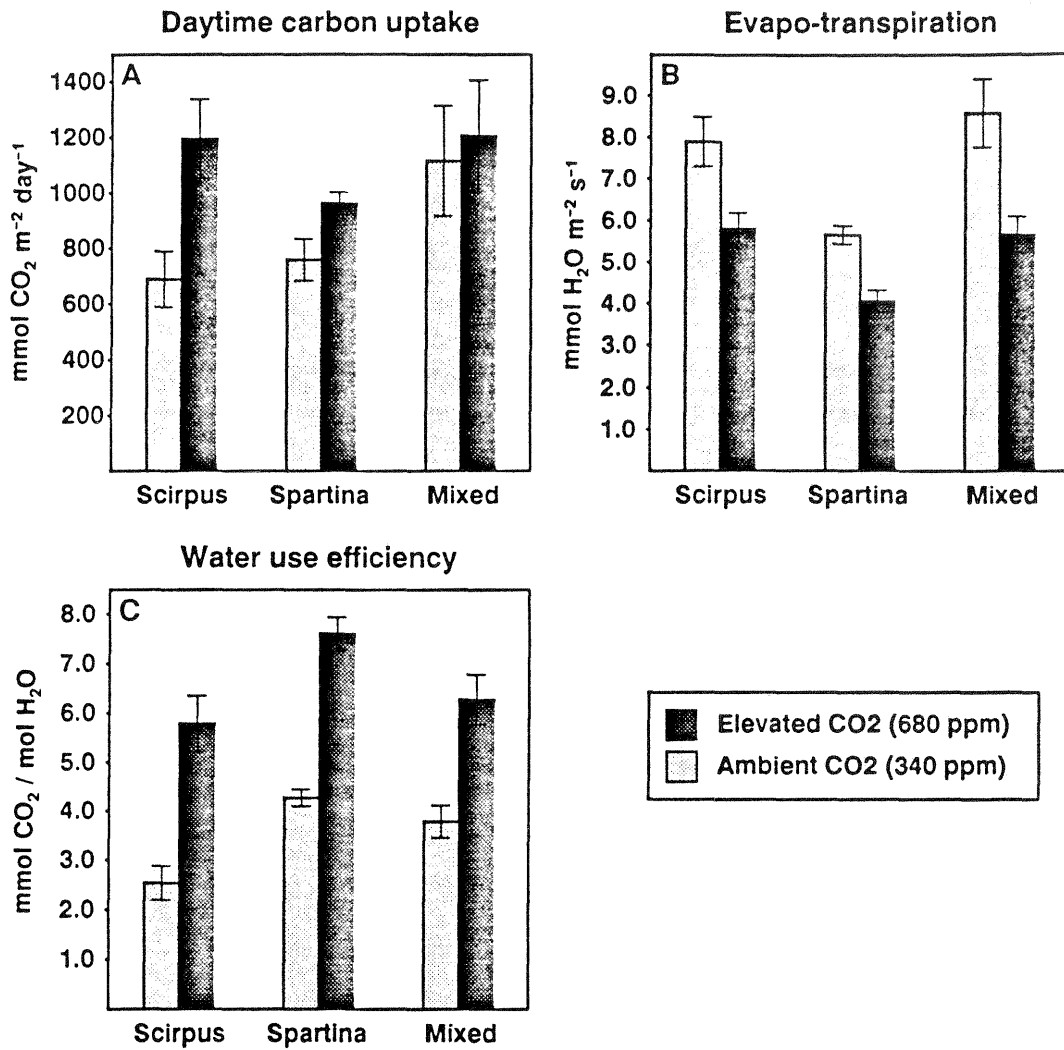 Daytime carbon uptake
A
mmol CO₂ m⁻² day⁻¹
1400
1200
1000
800
600
400
200
Scirpus Spartina Mixed
Evapo-transpiration
B
mmol H₂O m⁻² s⁻¹
9.0
8.0
7.0
6.0
5.0
4.0
3.0
2.0
1.0
Scirpus Spartina Mixed
Water use efficiency
C
mmol CO₂ / mol H₂O
8.0
7.0
6.0
5.0
4.0
3.0
2.0
1.0
Scirpus Spartina Mixed
Elevated CO2 (680 ppm)
Ambient CO2 (340 ppm)